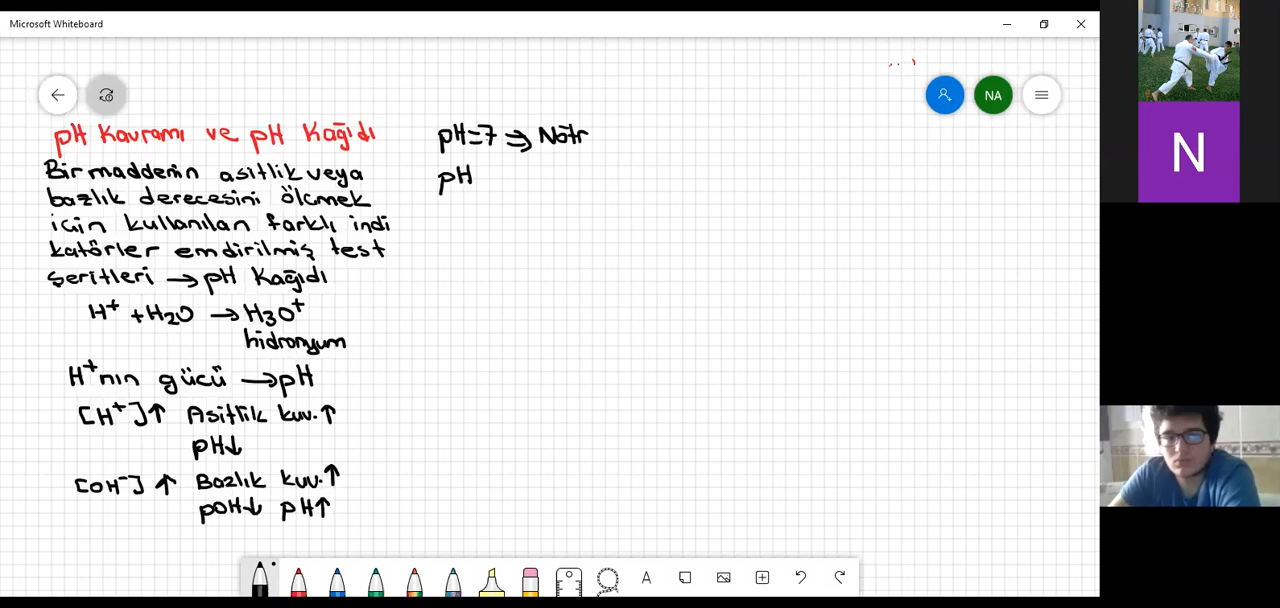 Microsoft Whiteboard
NA
pH Kavramı ve pH Kağıdı
Bir maddenin asitlik veya
bazlık derecesini ölçmek
için kullanılan farklı indi
katörler emdirilmiş test
şeritleri → pH Kağıdı
H⁺ + H₂O → H₃O⁺
hidronyum
H⁺nın gücü → pH
[H⁺]↑ Asitlik kuv.↑
pH↓
[OH⁻] ↑ Bazlık kuv.↑
pOH↓ pH↑
pH=7 ⇒ Nötr
pH
A
N